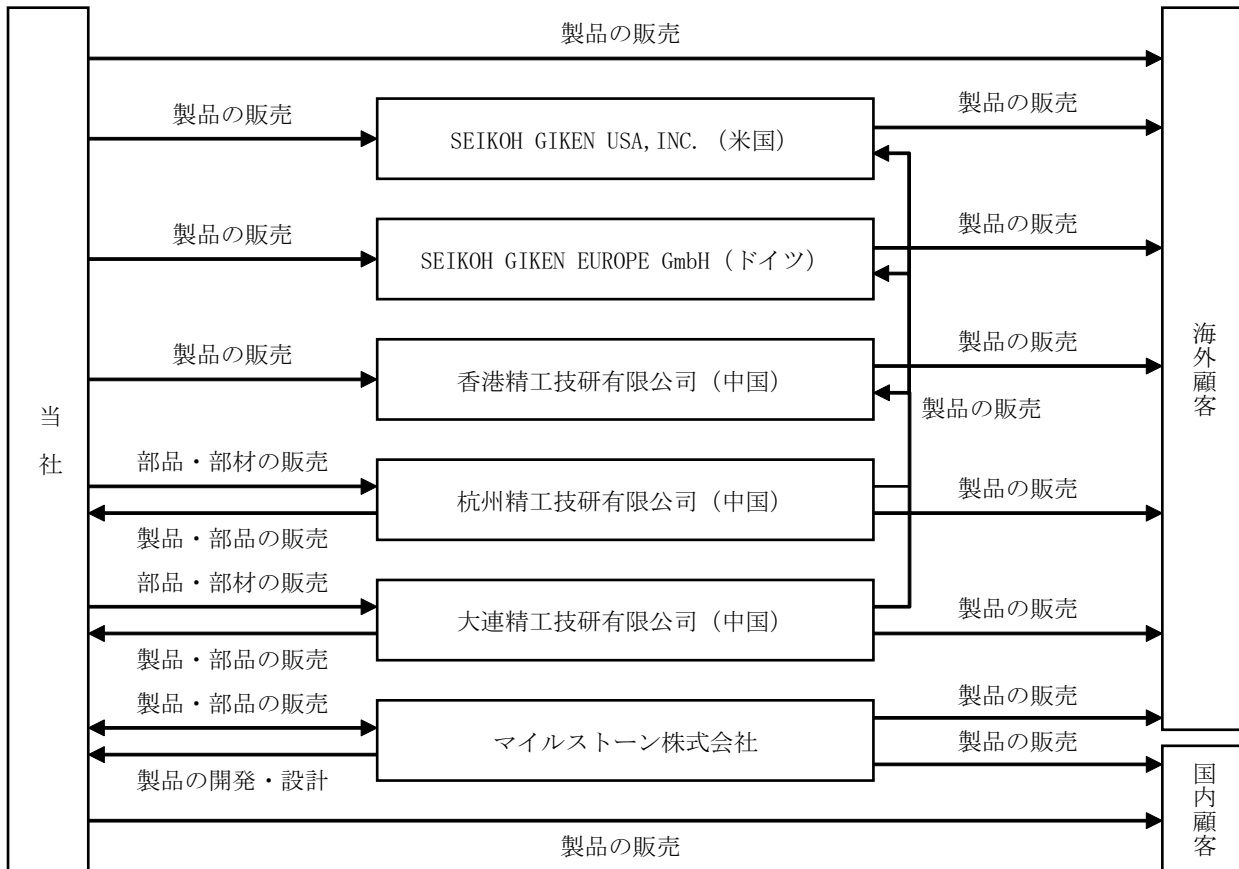 製品の販売
製品の販売
SEIKOH GIKEN USA,INC. (米国)
製品の販売
製品の販売
SEIKOH GIKEN EUROPE GmbH (ドイツ)
製品の販売
製品の販売
香港精工技研有限公司 (中国)
製品の販売
製品の販売
当社
海外顧客
部品・部材の販売
杭州精工技研有限公司 (中国)
製品の販売
製品・部品の販売
部品・部材の販売
大連精工技研有限公司 (中国)
製品の販売
製品・部品の販売
製品・部品の販売
マイルストーン株式会社
製品の販売
製品の販売
製品の開発・設計
国内顧客
製品の販売